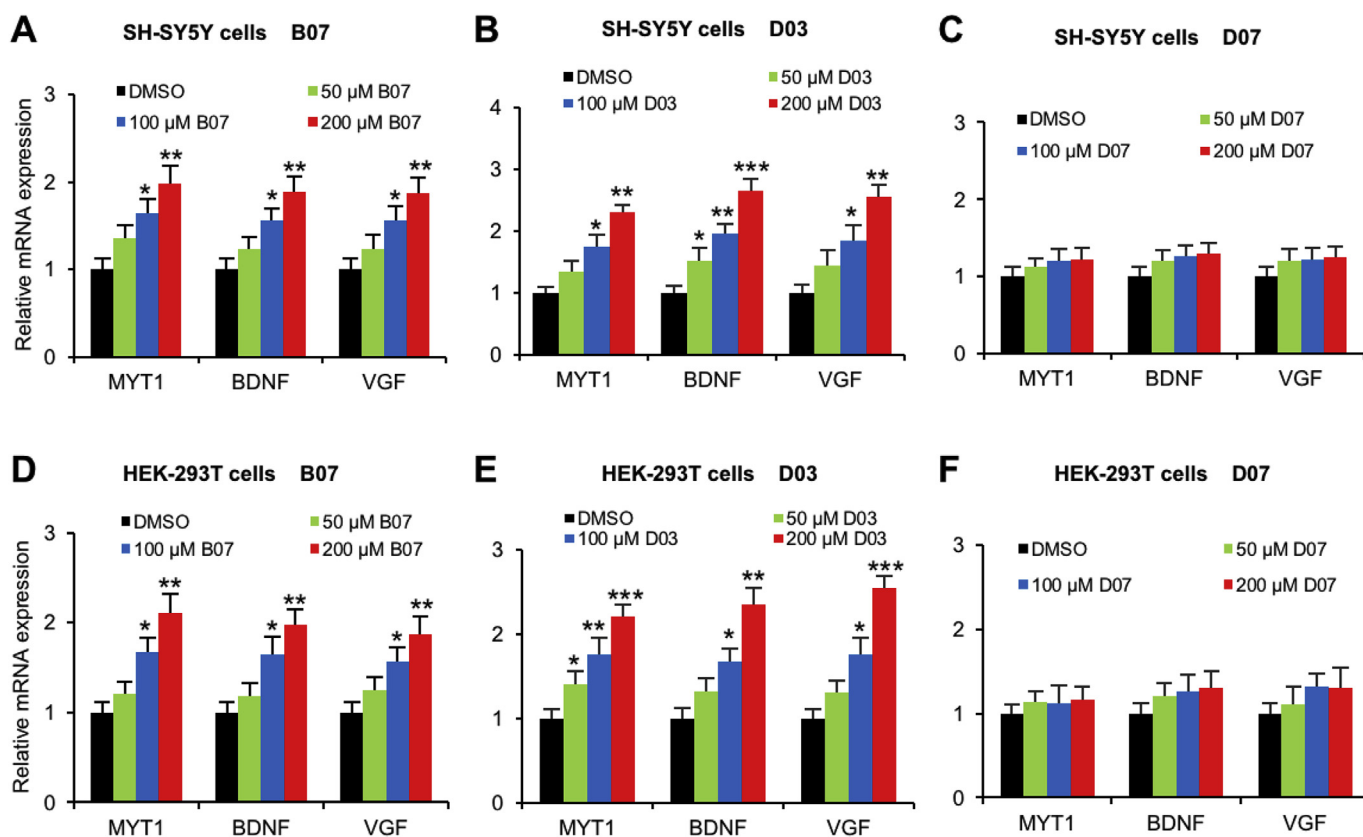 A SH-SY5Y cells B07
DMSO 50 µM B07
100 µM B07 200 µM B07
Relative mRNA expression
3
2
1
0
* ** * ** * **
MYT1 BDNF VGF
B SH-SY5Y cells D03
DMSO 50 µM D03
100 µM D03 200 µM D03
4
3
2
1
0
* ** * ** *** * **
MYT1 BDNF VGF
C SH-SY5Y cells D07
DMSO 50 µM D07
100 µM D07 200 µM D07
3
2
1
0
MYT1 BDNF VGF
D HEK-293T cells B07
DMSO 50 µM B07
100 µM B07 200 µM B07
Relative mRNA expression
3
2
1
0
* ** * ** * **
MYT1 BDNF VGF
E HEK-293T cells D03
DMSO 50 µM D03
100 µM D03 200 µM D03
3
2
1
0
* ** *** * ** * ***
MYT1 BDNF VGF
F HEK-293T cells D07
DMSO 50 µM D07
100 µM D07 200 µM D07
3
2
1
0
MYT1 BDNF VGF